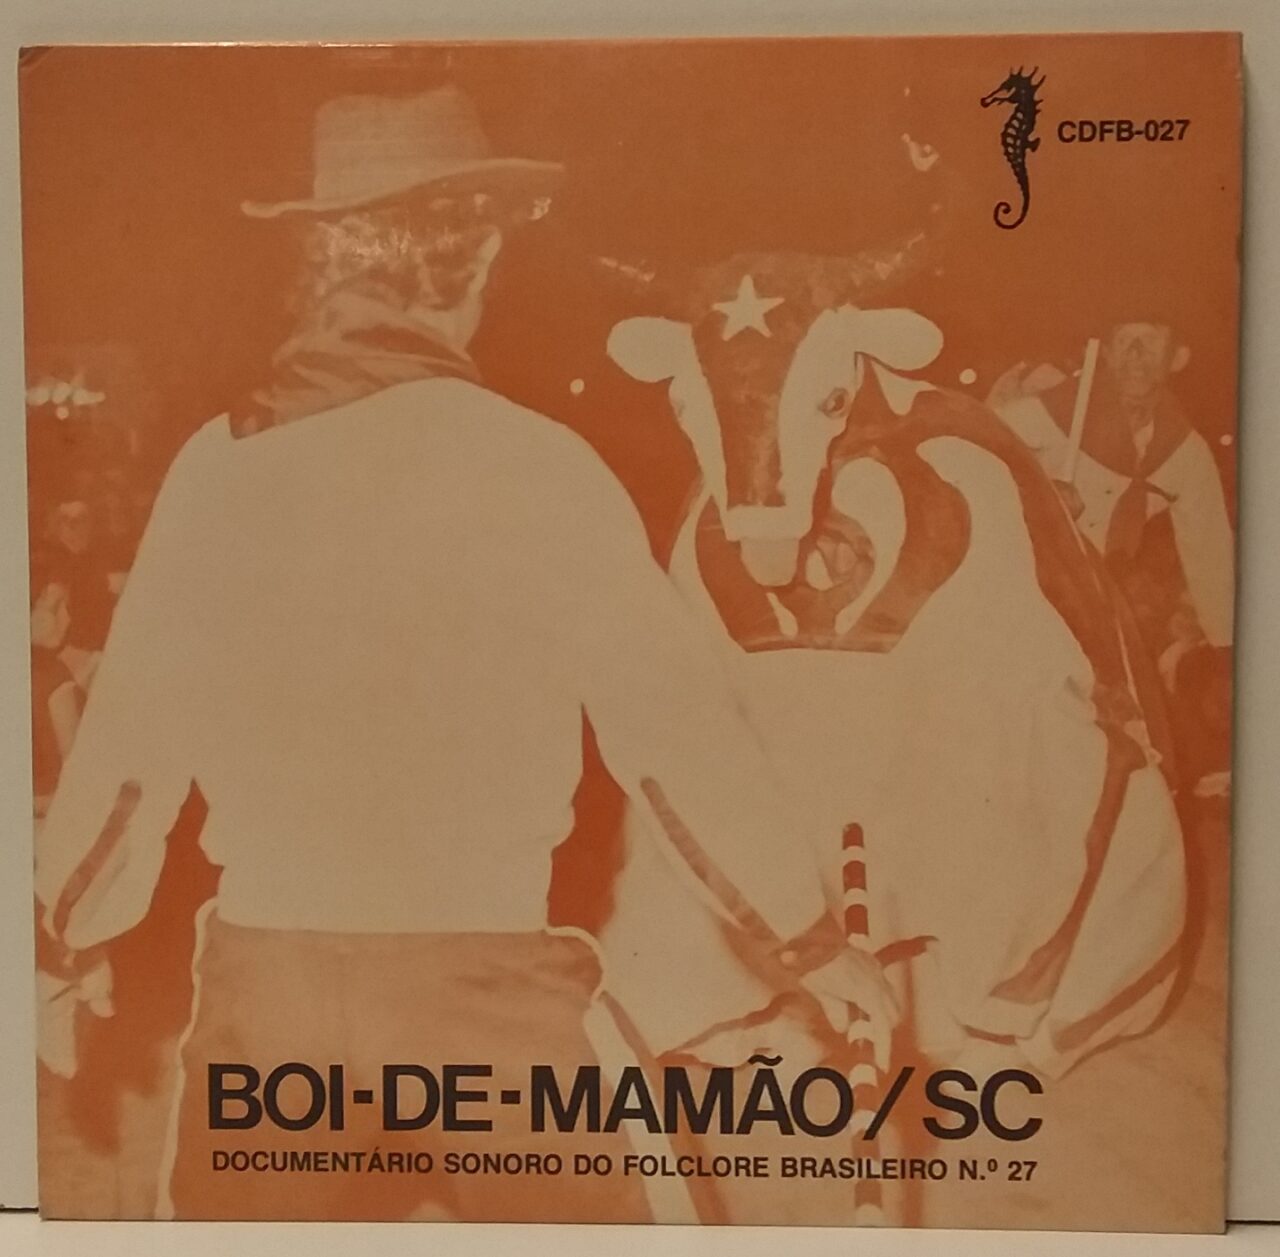 CDFB-027
BOI-DE-MAMÃO/SC
DOCUMENTÁRIO SONORO DO FOLCLORE BRASILEIRO N.º 27